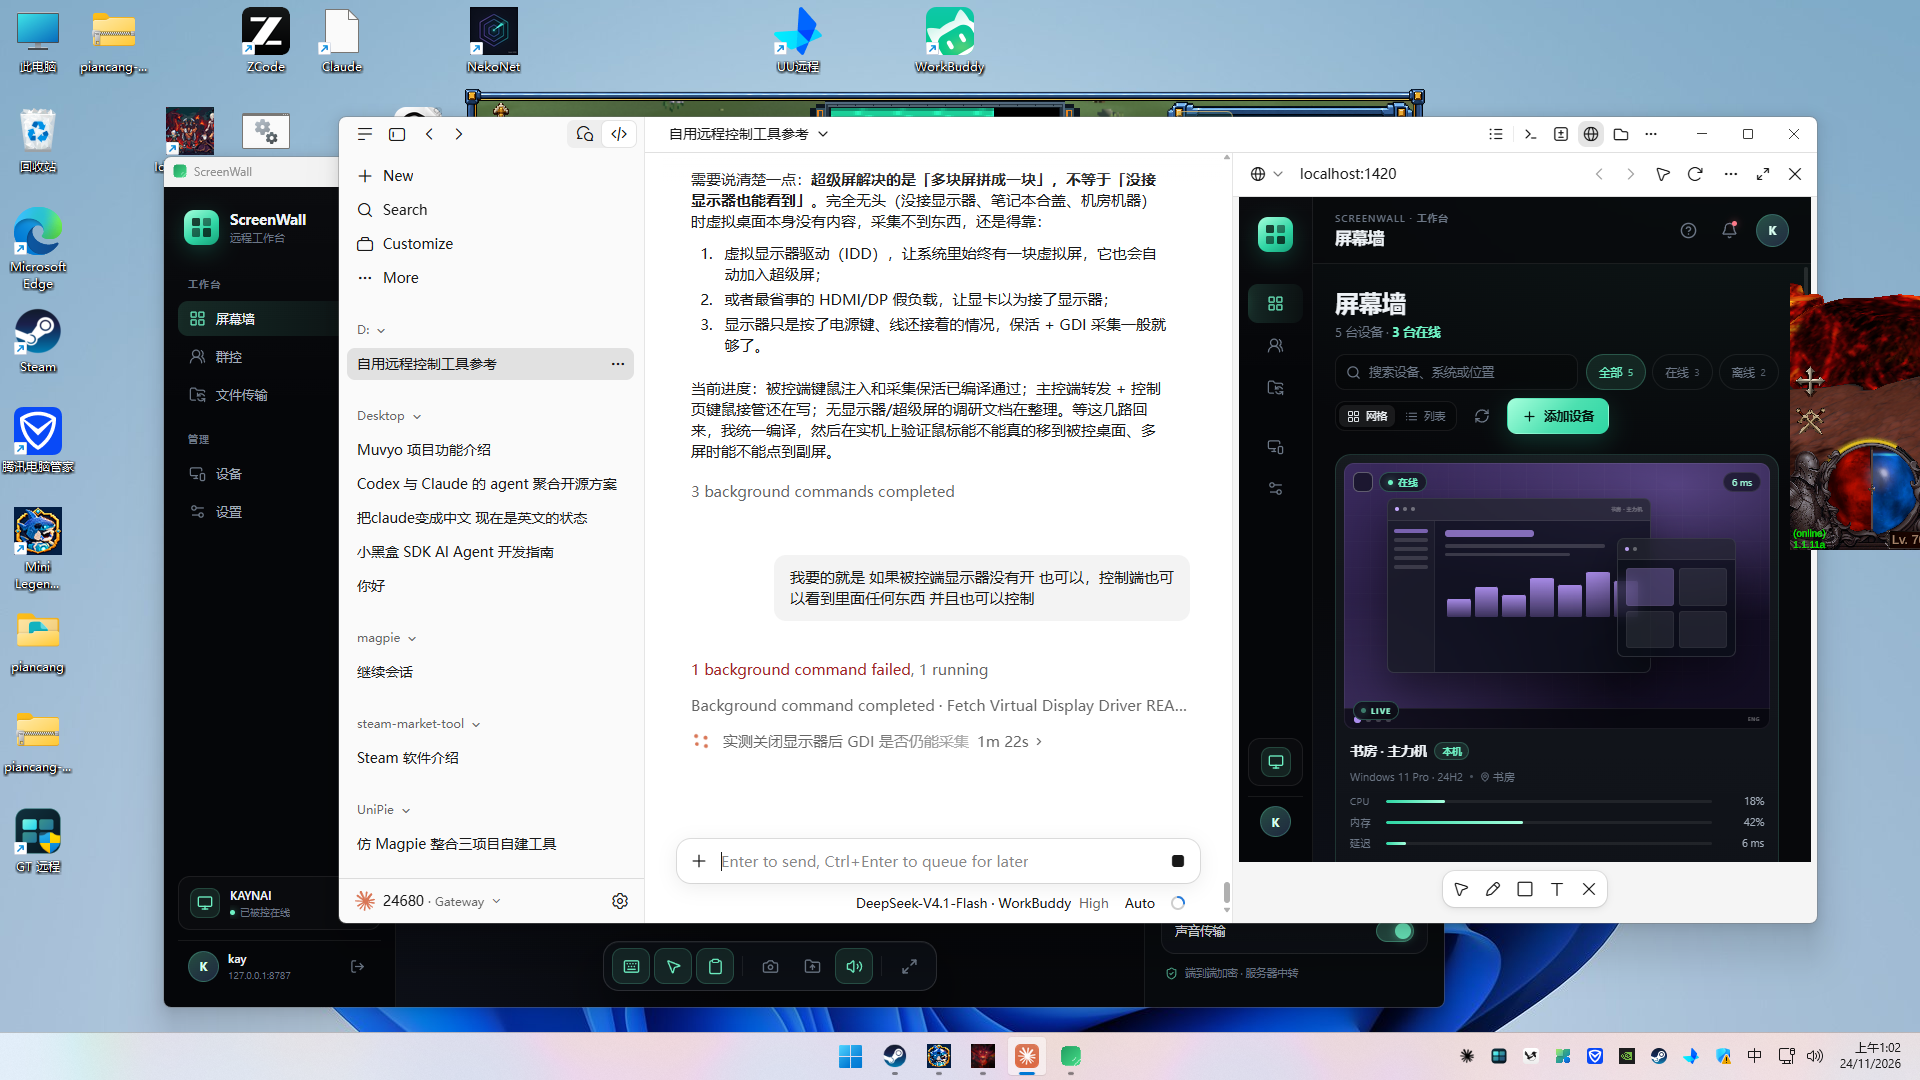 此电脑
piancang-...
ZCode
Claude
NekoNet
UU远程
WorkBuddy
回收站
Microsoft
Edge
Steam
腾讯电脑管家
Mini
Legen...
piancang
piancang-...
GT 远程
ScreenWall
ScreenWall
远程工作台
工作台
屏幕墙
群控
文件传输
管理
设备
设置
KAYNAI
已被控在线
K
kay
127.0.0.1:8787
New
Search
Customize
More
D:
自用远程控制工具参考
Desktop
Muvyo 项目功能介绍
Codex 与 Claude 的 agent 聚合开源方案
把claude变成中文 现在是英文的状态
小黑盒 SDK AI Agent 开发指南
你好
magpie
继续会话
steam-market-tool
Steam 软件介绍
UniPie
仿 Magpie 整合三项目自建工具
24680 · Gateway
自用远程控制工具参考
需要说清楚一点：超级屏解决的是「多块屏拼成一块」，不等于「没接
显示器也能看到」。完全无头（没接显示器、笔记本合盖、机房机器）
时虚拟桌面本身没有内容，采集不到东西，还是得靠：
1. 虚拟显示器驱动（IDD），让系统里始终有一块虚拟屏，它也会自
动加入超级屏；
2. 或者最省事的 HDMI/DP 假负载，让显卡以为接了显示器；
3. 显示器只是按了电源键、线还接着的情况，保活 + GDI 采集一般就
够了。
当前进度：被控端键鼠注入和采集保活已编译通过；主控端转发 + 控制
页键鼠接管还在写；无显示器/超级屏的调研文档在整理。等这几路回
来，我统一编译，然后在实机上验证鼠标能不能真的移到被控桌面、多
屏时能不能点到副屏。
3 background commands completed
我要的就是 如果被控端显示器没有开 也可以，控制端也可
以看到里面任何东西 并且也可以控制
1 background command failed, 1 running
Background command completed · Fetch Virtual Display Driver REA...
实测关闭显示器后 GDI 是否仍能采集 1m 22s
Enter to send, Ctrl+Enter to queue for later
DeepSeek-V4.1-Flash · WorkBuddy High Auto
localhost:1420
SCREENWALL · 工作台
屏幕墙
K
屏幕墙
5 台设备 · 3 台在线
搜索设备、系统或位置
全部 5
在线 3
离线 2
网格
列表
添加设备
在线
6 ms
书房 · 主力机
LIVE
ENG
书房 · 主力机 本机
Windows 11 Pro · 24H2 · 书房
CPU 18%
内存 42%
延迟 6 ms
K
声音传输
端到端加密 · 服务器中转
(online)
1.1.11a
Lv. 70
中
上午1:02
24/11/2026